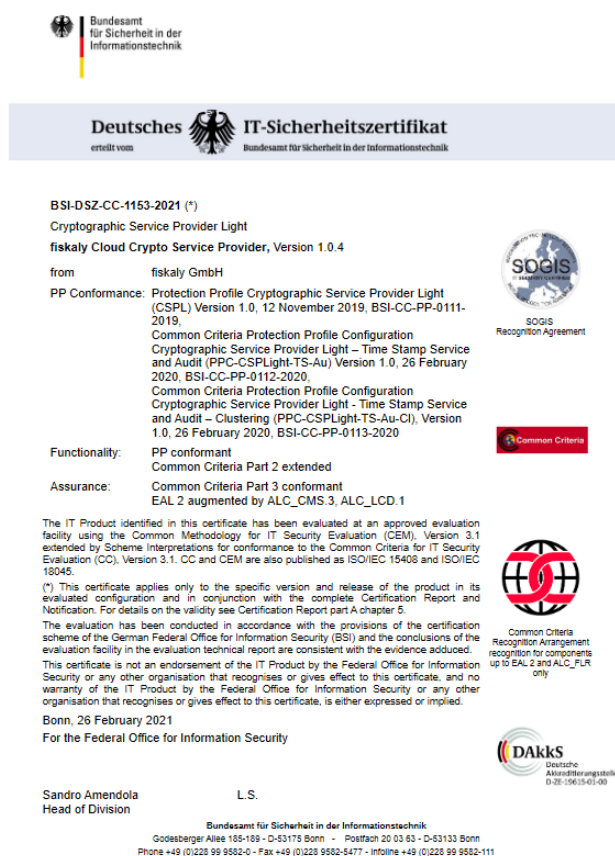 Bundesamt
für Sicherheit in der
Informationstechnik
Deutsches IT-Sicherheitszertifikat
erteilt vom Bundesamt für Sicherheit in der Informationstechnik
BSI-DSZ-CC-1153-2021 (*)
Cryptographic Service Provider Light
fiskaly Cloud Crypto Service Provider, Version 1.0.4
from fiskaly GmbH
PP Conformance: Protection Profile Cryptographic Service Provider Light
(CSPL) Version 1.0, 12 November 2019, BSI-CC-PP-0111-
2019,
Common Criteria Protection Profile Configuration
Cryptographic Service Provider Light – Time Stamp Service
and Audit (PPC-CSPLight-TS-Au) Version 1.0, 26 February
2020, BSI-CC-PP-0112-2020,
Common Criteria Protection Profile Configuration
Cryptographic Service Provider Light - Time Stamp Service
and Audit – Clustering (PPC-CSPLight-TS-Au-Cl), Version
1.0, 26 February 2020, BSI-CC-PP-0113-2020
Functionality: PP conformant
Common Criteria Part 2 extended
Assurance: Common Criteria Part 3 conformant
EAL 2 augmented by ALC_CMS.3, ALC_LCD.1
The IT Product identified in this certificate has been evaluated at an approved evaluation
facility using the Common Methodology for IT Security Evaluation (CEM), Version 3.1
extended by Scheme Interpretations for conformance to the Common Criteria for IT Security
Evaluation (CC), Version 3.1. CC and CEM are also published as ISO/IEC 15408 and ISO/IEC
18045.
(*) This certificate applies only to the specific version and release of the product in its
evaluated configuration and in conjunction with the complete Certification Report and
Notification. For details on the validity see Certification Report part A chapter 5.
The evaluation has been conducted in accordance with the provisions of the certification
scheme of the German Federal Office for Information Security (BSI) and the conclusions of the
evaluation facility in the evaluation technical report are consistent with the evidence adduced.
This certificate is not an endorsement of the IT Product by the Federal Office for Information
Security or any other organisation that recognises or gives effect to this certificate, and no
warranty of the IT Product by the Federal Office for Information Security or any other
organisation that recognises or gives effect to this certificate, is either expressed or implied.
Bonn, 26 February 2021
For the Federal Office for Information Security
Sandro Amendola L.S.
Head of Division
SOGIS
SOGIS
Recognition Agreement
Common Criteria
Common Criteria
Recognition Arrangement
recognition for components
up to EAL 2 and ALC_FLR
only
DAkkS
Deutsche
Akkreditierungsstelle
D-ZE-19615-01-00
Bundesamt für Sicherheit in der Informationstechnik
Godesberger Allee 185-189 - D-53175 Bonn - Postfach 20 03 63 - D-53133 Bonn
Phone +49 (0)228 99 9582-0 - Fax +49 (0)228 9582-5477 - Infoline +49 (0)228 99 9582-111